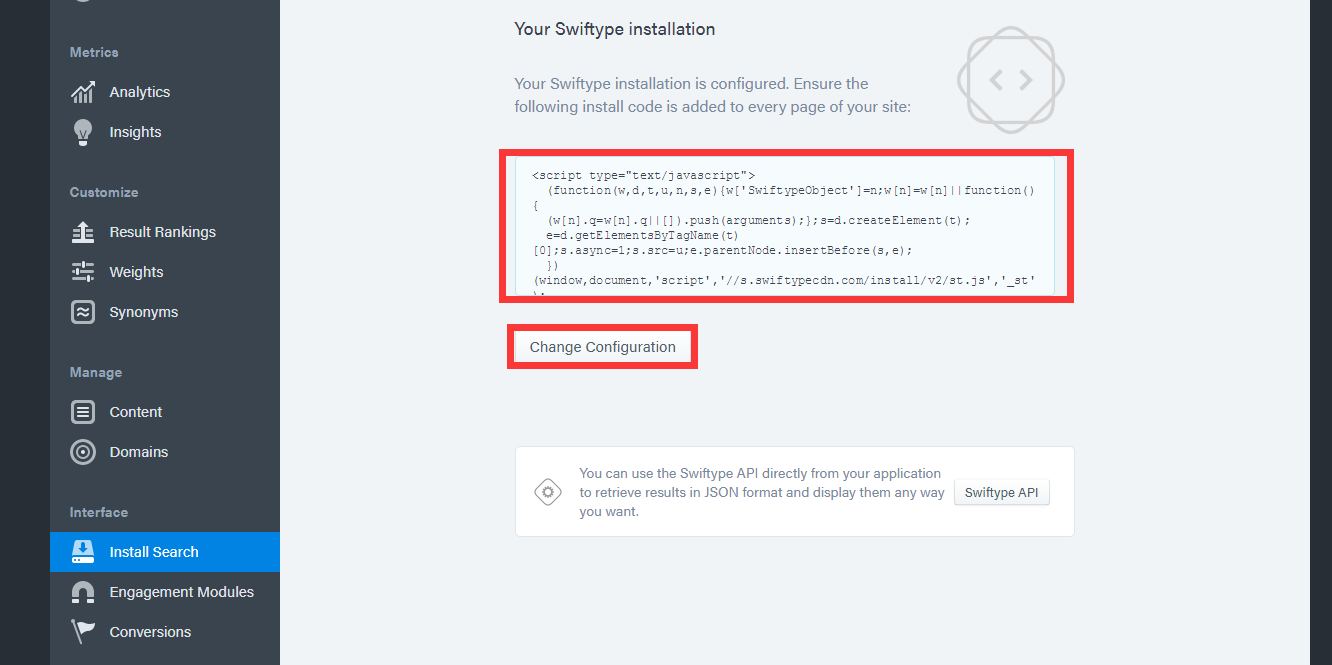 Metrics
Analytics
Insights
Customize
Result Rankings
Weights
Synonyms
Manage
Content
Domains
Interface
Install Search
Engagement Modules
Conversions
Your Swiftype installation
Your Swiftype installation is configured. Ensure the
following install code is added to every page of your site:
<script type="text/javascript">
(function(w,d,t,u,n,s,e){w['SwiftypeObject']=n;w[n]=w[n]||function()
{
(w[n].q=w[n].q||[]).push(arguments);};s=d.createElement(t);
e=d.getElementsByTagName(t)
[0];s.async=1;s.src=u;e.parentNode.insertBefore(s,e);
})
(window,document,'script','//s.swiftypecdn.com/install/v2/st.js','_st'
);
Change Configuration
You can use the Swiftype API directly from your application
to retrieve results in JSON format and display them any way
you want.
Swiftype API